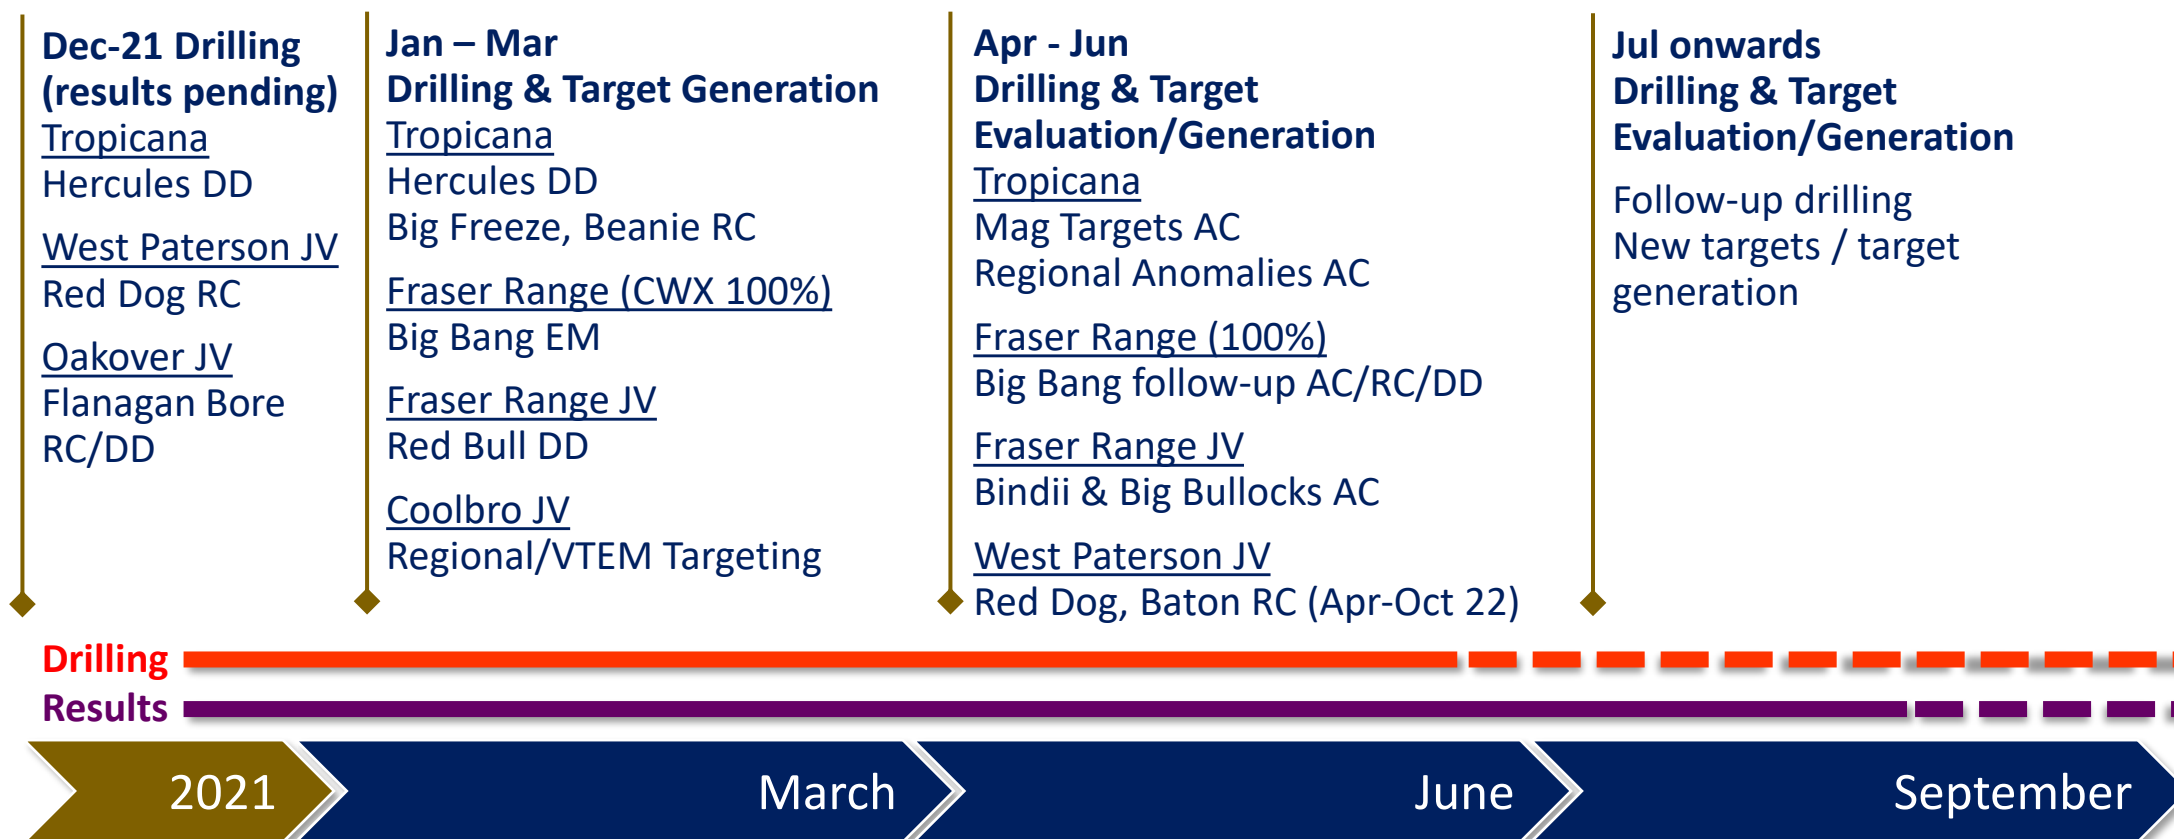 Dec-21 Drilling
(results pending)
Tropicana
Hercules DD
West Paterson JV
Red Dog RC
Oakover JV
Flanagan Bore
RC/DD
Jan – Mar
Drilling & Target Generation
Tropicana
Hercules DD
Big Freeze, Beanie RC
Fraser Range (CWX 100%)
Big Bang EM
Fraser Range JV
Red Bull DD
Coolbro JV
Regional/VTEM Targeting
Apr - Jun
Drilling & Target
Evaluation/Generation
Tropicana
Mag Targets AC
Regional Anomalies AC
Fraser Range (100%)
Big Bang follow-up AC/RC/DD
Fraser Range JV
Bindii & Big Bullocks AC
West Paterson JV
Red Dog, Baton RC (Apr-Oct 22)
Jul onwards
Drilling & Target
Evaluation/Generation
Follow-up drilling
New targets / target
generation
Drilling
Results
2021
March
June
September